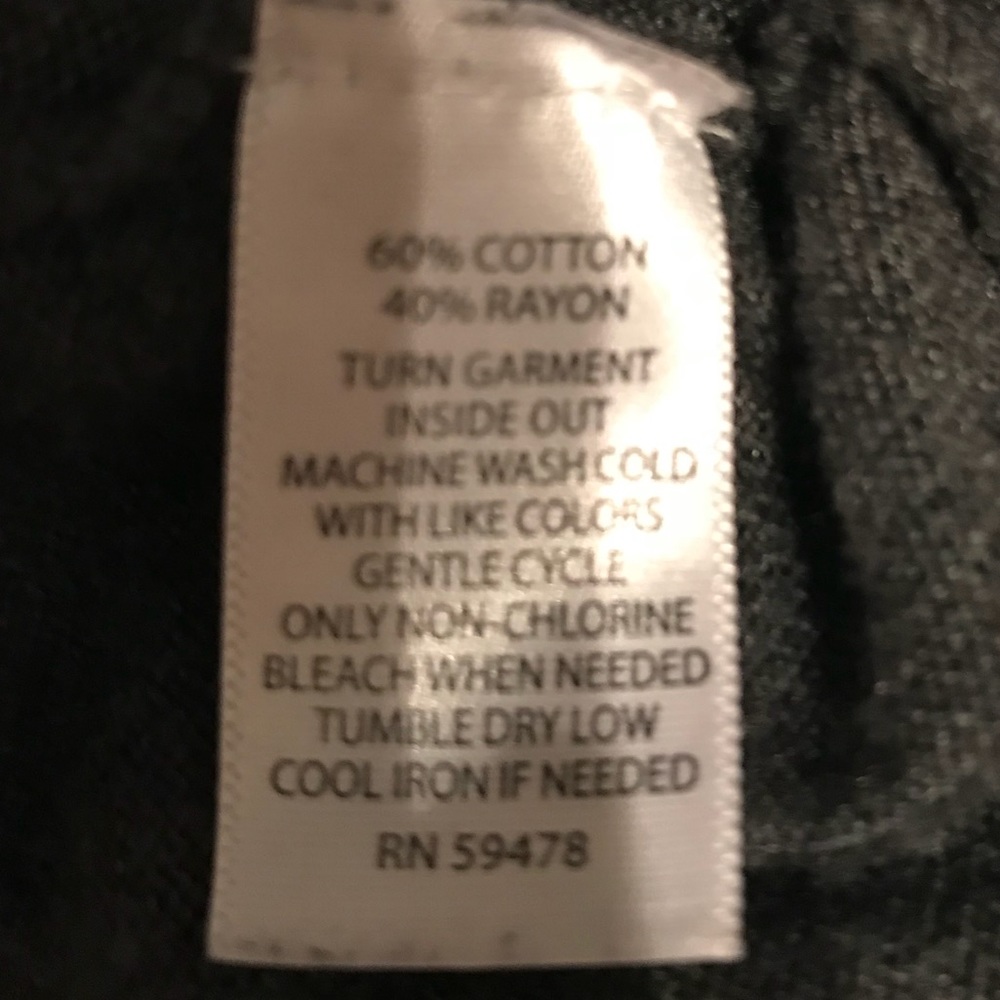 60% COTTON
40% RAYON
TURN GARMENT
INSIDE OUT
MACHINE WASH COLD
WITH LIKE COLORS
GENTLE CYCLE
ONLY NON-CHLORINE
BLEACH WHEN NEEDED
TUMBLE DRY LOW
COOL IRON IF NEEDED
RN 59478